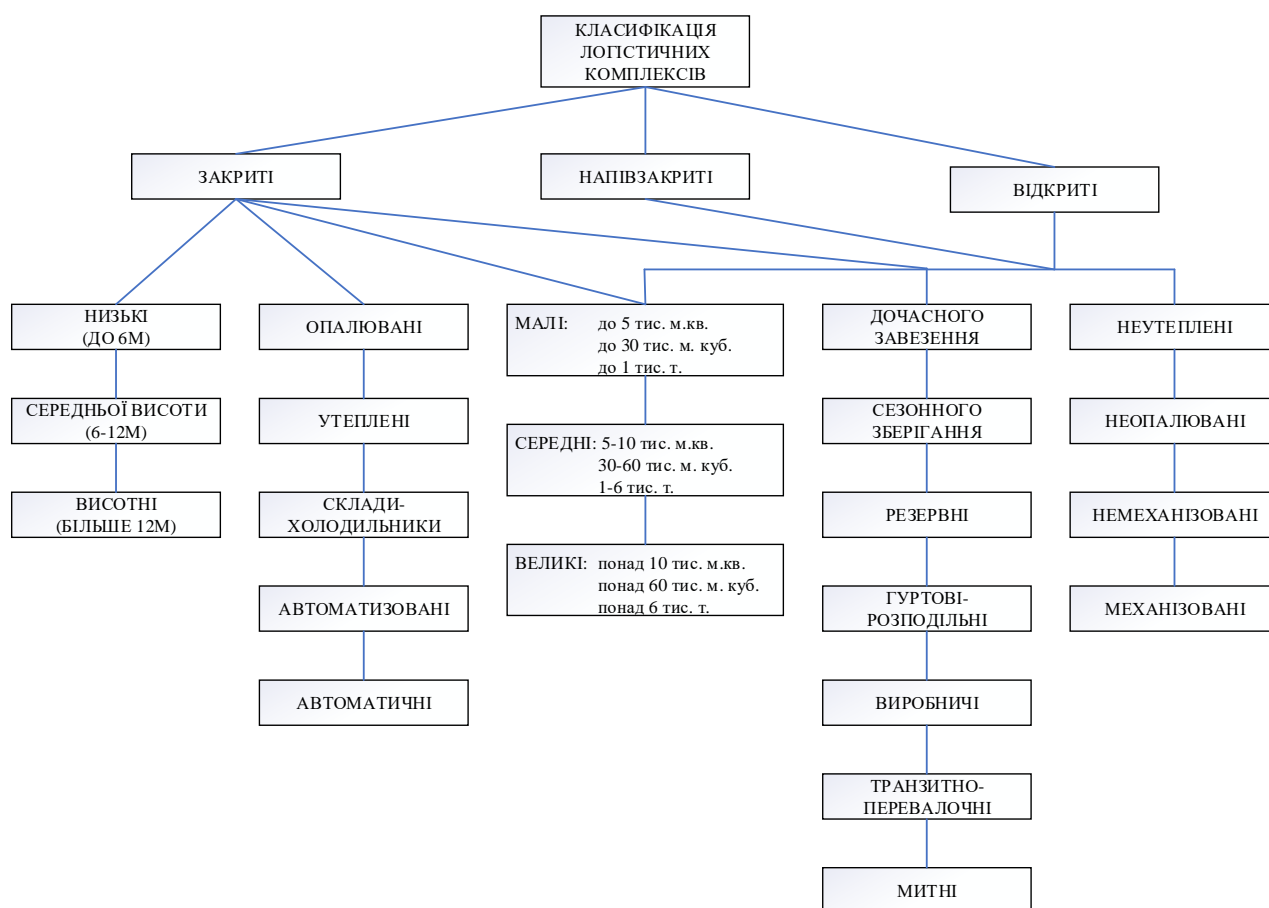 КЛАСИФІКАЦІЯ
ЛОГІСТИЧНИХ
КОМПЛЕКСІВ
ЗАКРИТІ
НАПІВЗАКРИТІ
ВІДКРИТІ
НИЗЬКІ
(ДО 6М)
СЕРЕДНЬОЇ ВИСОТИ
(6-12М)
ВИСОТНІ
(БІЛЬШЕ 12М)
ОПАЛЮВАНІ
УТЕПЛЕНІ
СКЛАДИ-
ХОЛОДИЛЬНИКИ
АВТОМАТИЗОВАНІ
АВТОМАТИЧНІ
МАЛІ: до 5 тис. м.кв.
до 30 тис. м. куб.
до 1 тис. т.
СЕРЕДНІ: 5-10 тис. м.кв.
30-60 тис. м. куб.
1-6 тис. т.
ВЕЛИКІ: понад 10 тис. м.кв.
понад 60 тис. м. куб.
понад 6 тис. т.
ДОЧАСНОГО
ЗАВЕЗЕННЯ
СЕЗОННОГО
ЗБЕРІГАННЯ
РЕЗЕРВНІ
ГУРТОВІ-
РОЗПОДІЛЬНІ
ВИРОБНИЧІ
ТРАНЗИТНО-
ПЕРЕВАЛОЧНІ
МИТНІ
НЕУТЕПЛЕНІ
НЕОПАЛЮВАНІ
НЕМЕХАНІЗОВАНІ
МЕХАНІЗОВАНІ